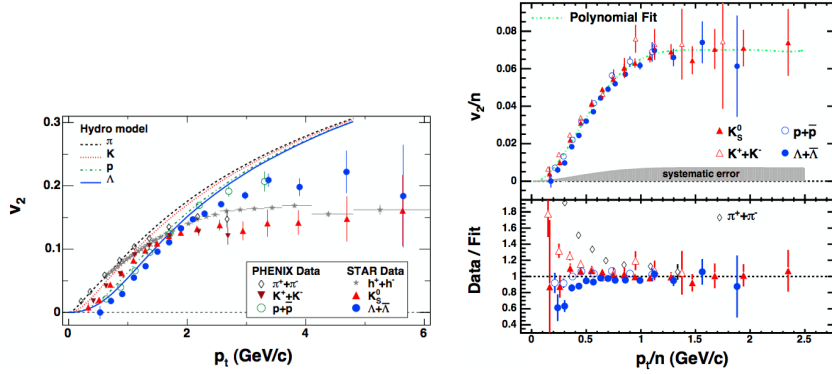 0.3
0.2
0.1
0
v2
Hydro model
π
K
p
Λ
PHENIX Data
π⁺+π⁻
K⁺+K⁻
p+p̅
STAR Data
h⁺+h⁻
K⁰S
Λ+Λ̅
0 2 4 6
pt (GeV/c)
0.08
0.06
0.04
0.02
0
v2/n
Polynomial Fit
K⁰S
K⁺+K⁻
p+p̅
Λ+Λ̅
systematic error
1.8
1.6
1.4
1.2
1
0.8
0.6
0.4
Data / Fit
π⁺+π⁻
0 0.5 1 1.5 2 2.5
pt/n (GeV/c)